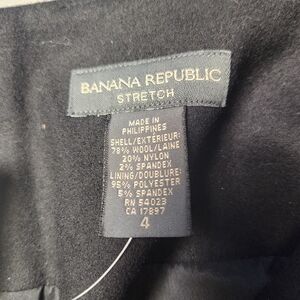 BANANA REPUBLIC
STRETCH
MADE IN
PHILIPPINES
SHELL/EXTÉRIEUR:
78% WOOL/LAINE
20% NYLON
2% SPANDEX
LINING/DOUBLURE:
95% POLYESTER
5% SPANDEX
RN 54023
CA 17897
4